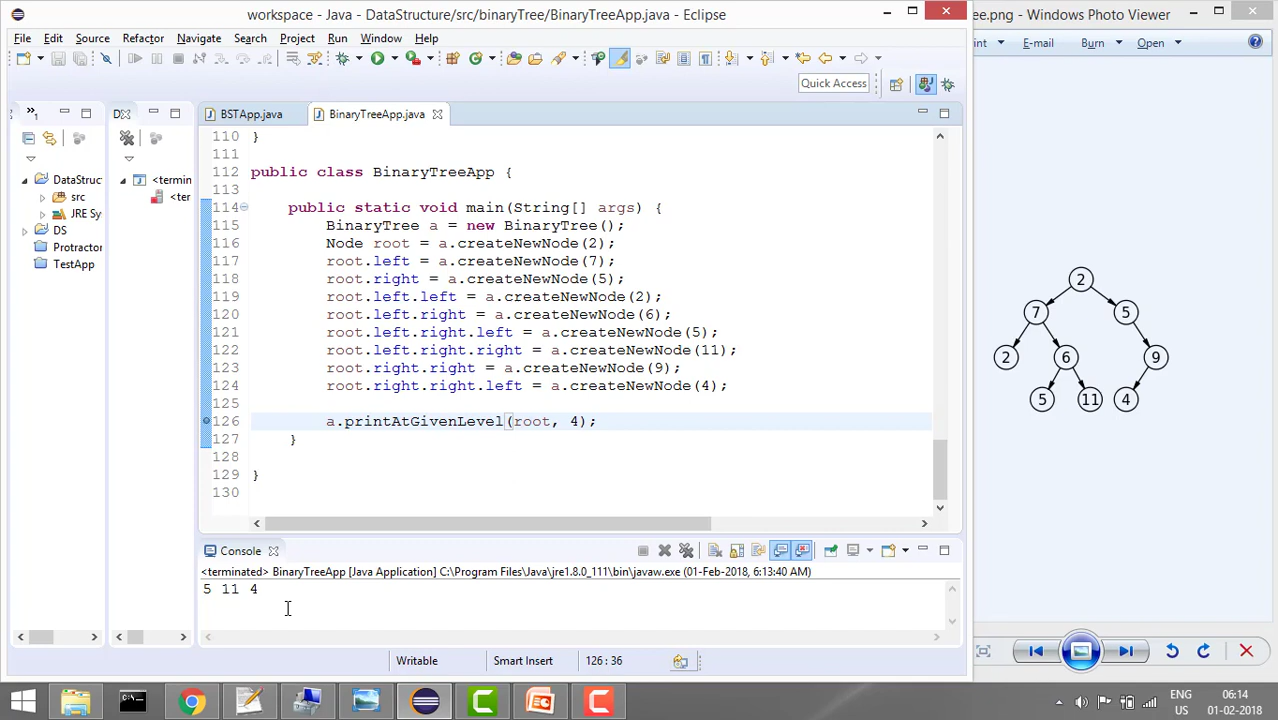 workspace - Java - DataStructure/src/binaryTree/BinaryTreeApp.java - Eclipse
ee.png - Windows Photo Viewer
File Edit Source Refactor Navigate Search Project Run Window Help
int E-mail Burn Open
Quick Access
BSTApp.java
BinaryTreeApp.java
DataStruc
src
JRE Sy
DS
Protractor
TestApp
<termin
<ter
110 }
111
112 public class BinaryTreeApp {
113
114 public static void main(String[] args) {
115 BinaryTree a = new BinaryTree();
116 Node root = a.createNewNode(2);
117 root.left = a.createNewNode(7);
118 root.right = a.createNewNode(5);
119 root.left.left = a.createNewNode(2);
120 root.left.right = a.createNewNode(6);
121 root.left.right.left = a.createNewNode(5);
122 root.left.right.right = a.createNewNode(11);
123 root.right.right = a.createNewNode(9);
124 root.right.right.left = a.createNewNode(4);
125
126 a.printAtGivenLevel(root, 4);
127 }
128
129 }
130
2
7 5
2 6 9
5 11 4
Console
<terminated> BinaryTreeApp [Java Application] C:\Program Files\Java\jre1.8.0_111\bin\javaw.exe (01-Feb-2018, 6:13:40 AM)
5 11 4
Writable Smart Insert 126 : 36
ENG 06:14
US 01-02-2018